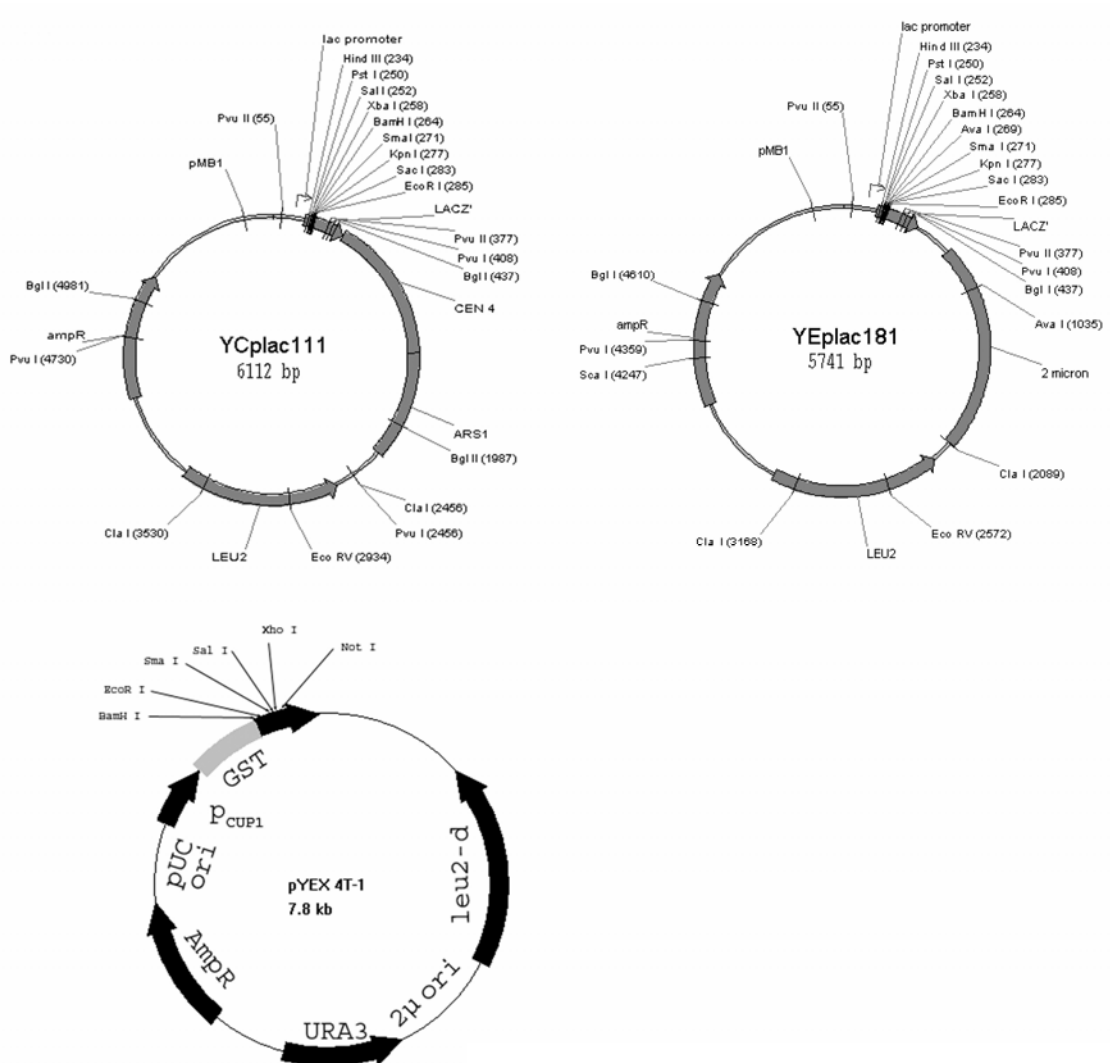 lac promoter
Hind III (234)
Pst I (250)
Sal I (252)
Xba I (258)
BamH I (264)
Sma I (271)
Kpn I (277)
Sac I (283)
EcoR I (285)
LACZ'
Pvu II (377)
Pvu I (408)
Bgl I (437)
CEN 4
ARS1
Bgl II (1987)
Cla I (2456)
Pvu I (2456)
Eco RV (2934)
LEU2
Cla I (3530)
Pvu I (4730)
ampR
Bgl I (4981)
pMB1
Pvu II (55)
YCplac111
6112 bp
lac promoter
Hind III (234)
Pst I (250)
Sal I (252)
Xba I (258)
BamH I (264)
Ava I (269)
Sma I (271)
Kpn I (277)
Sac I (283)
EcoR I (285)
LACZ'
Pvu II (377)
Pvu I (408)
Bgl I (437)
Ava I (1035)
2 micron
Cla I (2089)
Eco RV (2572)
LEU2
Cla I (3168)
Sca I (4247)
Pvu I (4359)
ampR
Bgl I (4610)
pMB1
Pvu II (55)
YEplac181
5741 bp
Xho I
Sal I
Not I
Sma I
EcoR I
BamH I
GST
pCUP1
pUC
ori
leu2-d
pYEX 4T-1
7.8 kb
AmpR
2µ ori
URA3